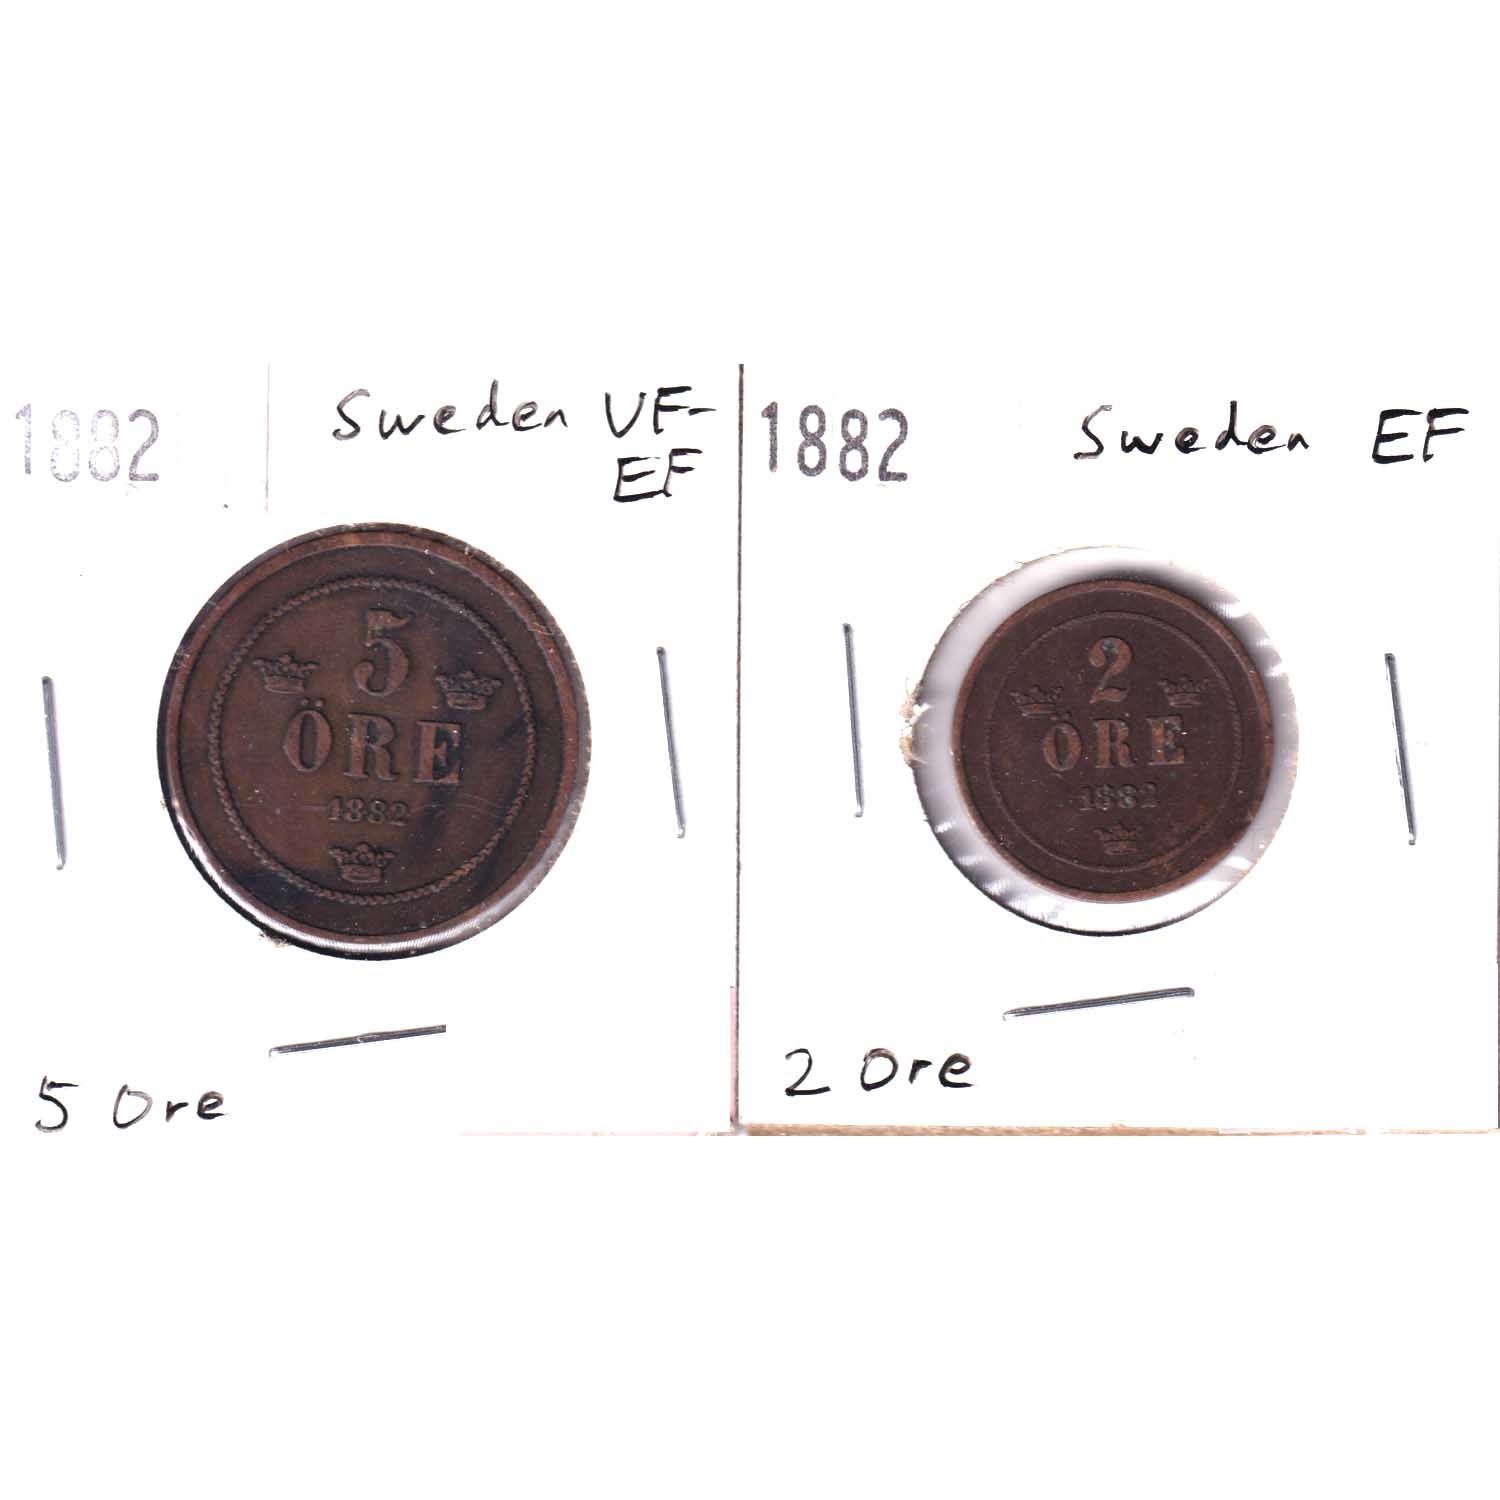 1882
Sweden VF-
EF
5
ÖRE
1882
5 Ore
1882
Sweden EF
2
ÖRE
1882
2 Ore